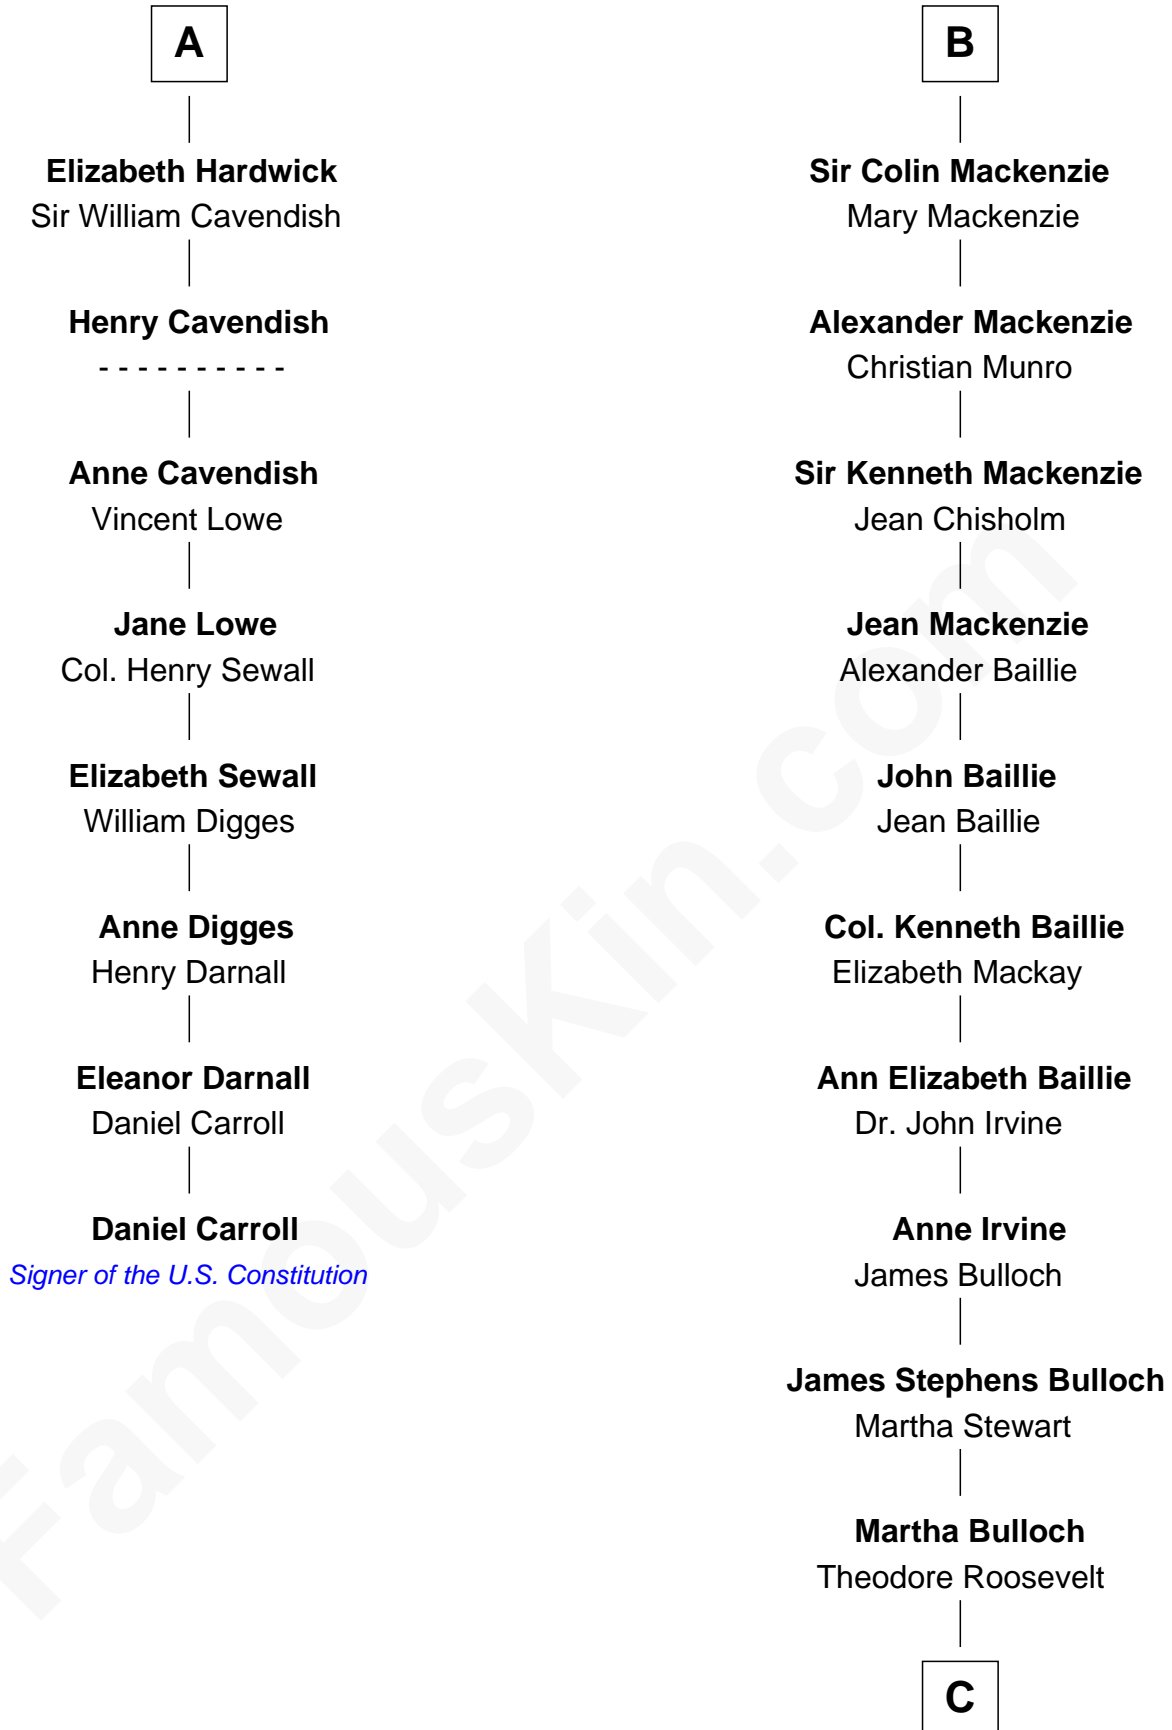 A
Elizabeth Hardwick
Sir William Cavendish
Henry Cavendish
- - - - - - - - - -
Anne Cavendish
Vincent Lowe
Jane Lowe
Col. Henry Sewall
Elizabeth Sewall
William Digges
Anne Digges
Henry Darnall
Eleanor Darnall
Daniel Carroll
Daniel Carroll
Signer of the U.S. Constitution
B
Sir Colin Mackenzie
Mary Mackenzie
Alexander Mackenzie
Christian Munro
Sir Kenneth Mackenzie
Jean Chisholm
Jean Mackenzie
Alexander Baillie
John Baillie
Jean Baillie
Col. Kenneth Baillie
Elizabeth Mackay
Ann Elizabeth Baillie
Dr. John Irvine
Anne Irvine
James Bulloch
James Stephens Bulloch
Martha Stewart
Martha Bulloch
Theodore Roosevelt
C
FamousKin.com